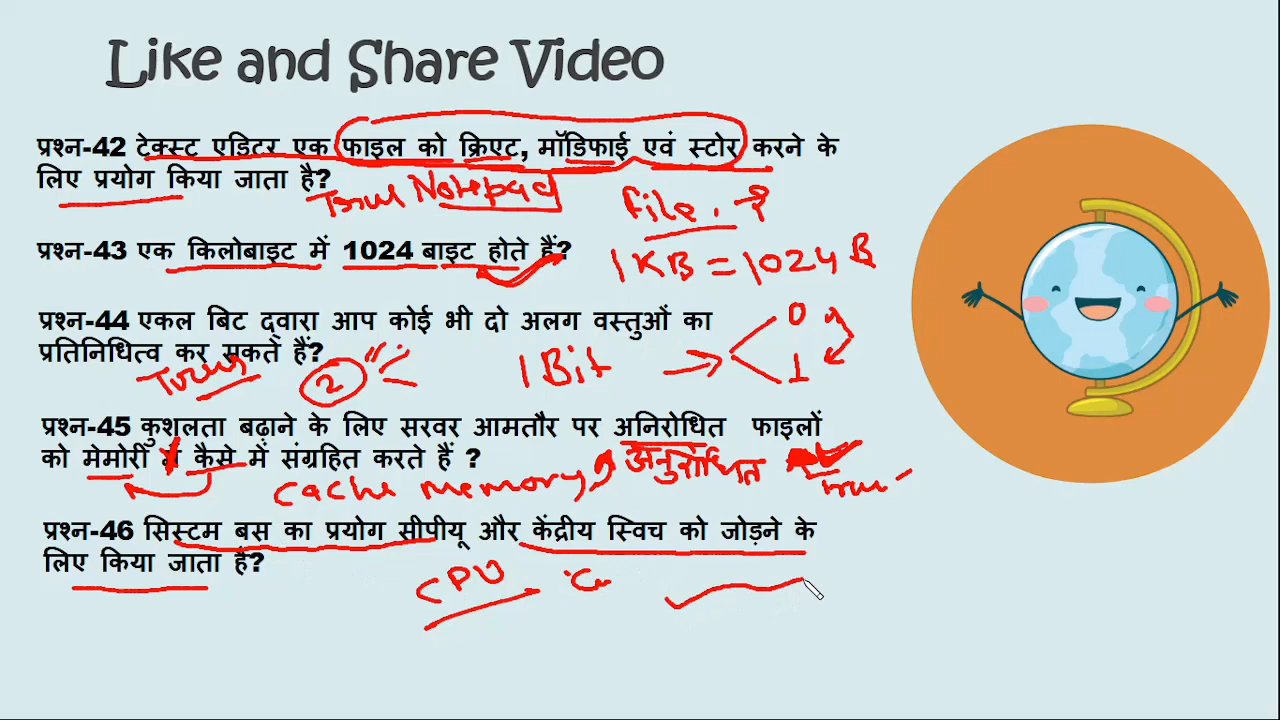 Like and Share Video
प्रश्न-42 टेक्स्ट एडिटर एक फाइल को क्रिएट, मॉडिफाई एवं स्टोर करने के
लिए प्रयोग किया जाता है?
True Notepad
File
प्रश्न-43 एक किलोबाइट में 1024 बाइट होते हैं?
1 KB = 1024 B
प्रश्न-44 एकल बिट द्वारा आप कोई भी दो अलग वस्तुओं का
प्रतिनिधित्व कर सकते हैं?
2
1 Bit
0
1
प्रश्न-45 कुशलता बढ़ाने के लिए सरवर आमतौर पर अनिरोधित फाइलों
को मेमोरी में कैसे में संग्रहित करते हैं ?
Cache Memory
अनुरोधित
True
प्रश्न-46 सिस्टम बस का प्रयोग सीपीयू और केंद्रीय स्विच को जोड़ने के
लिए किया जाता है?
CPU